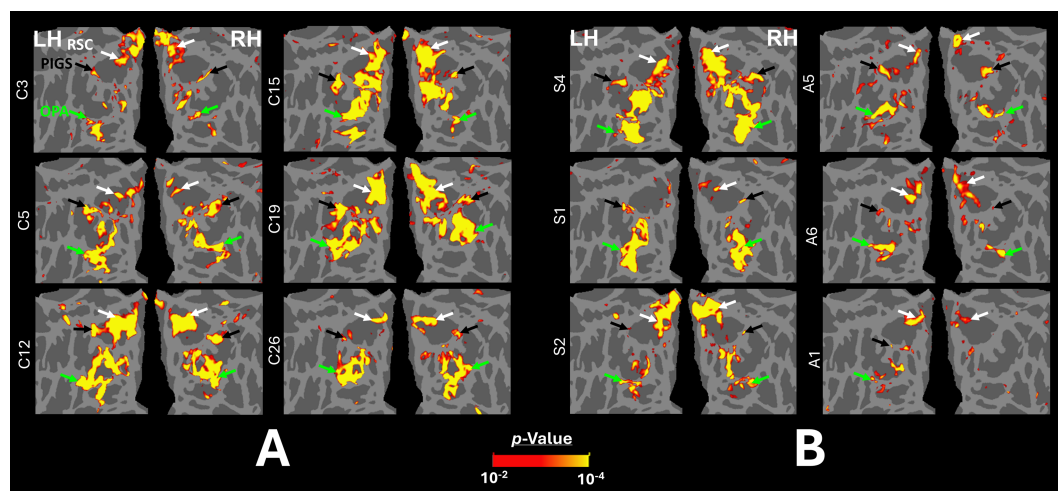 LH RSC RH
PIGS
OPA
C3
C15
S4
A5
LH RH
C5
C19
S1
A6
C12
C26
S2
A1
A
B
p-Value
10-2 10-4